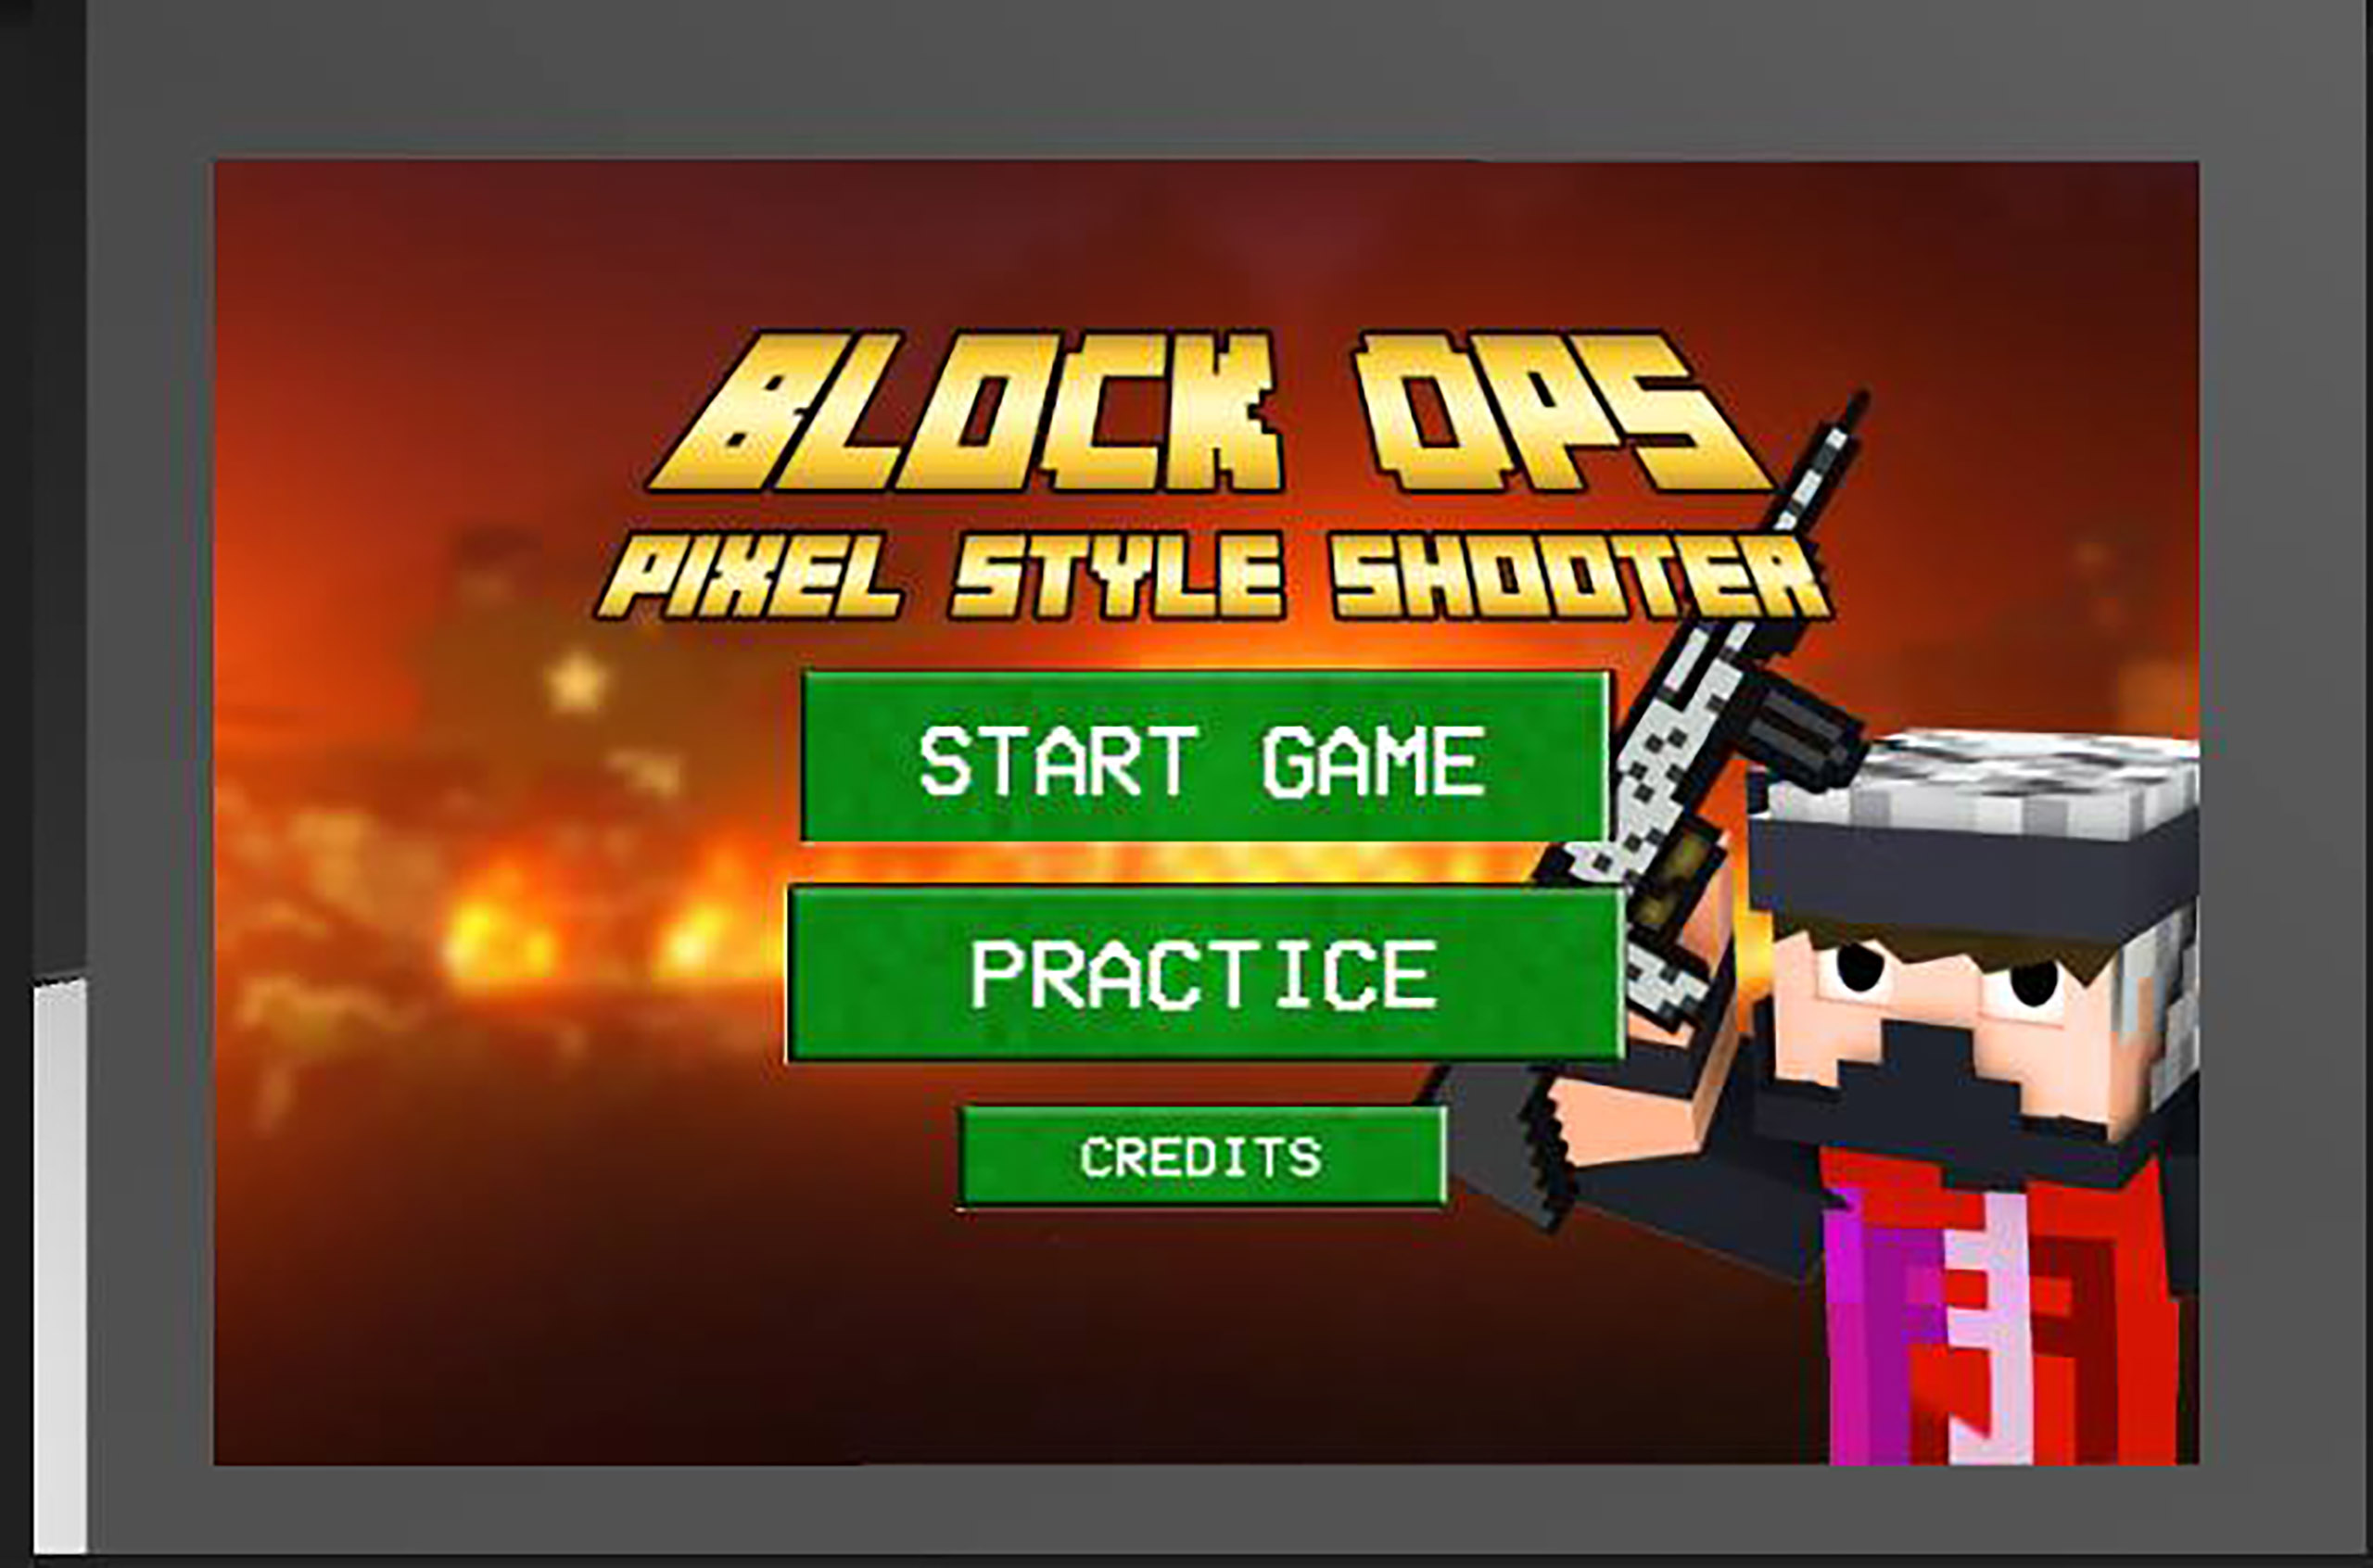 BLOCK OPS
PIXEL STYLE SHOOTER
START GAME
PRACTICE
CREDITS